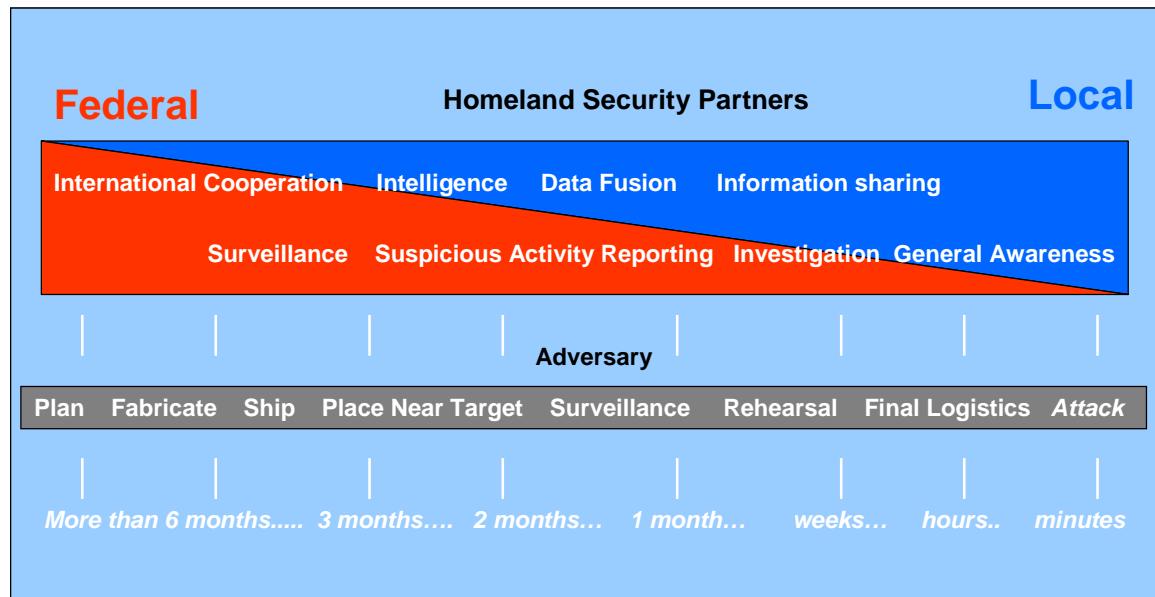 Federal Homeland Security Partners Local
International Cooperation Intelligence Data Fusion Information sharing
Surveillance Suspicious Activity Reporting Investigation General Awareness
Adversary
Plan Fabricate Ship Place Near Target Surveillance Rehearsal Final Logistics Attack
More than 6 months..... 3 months…. 2 months… 1 month… weeks… hours.. minutes